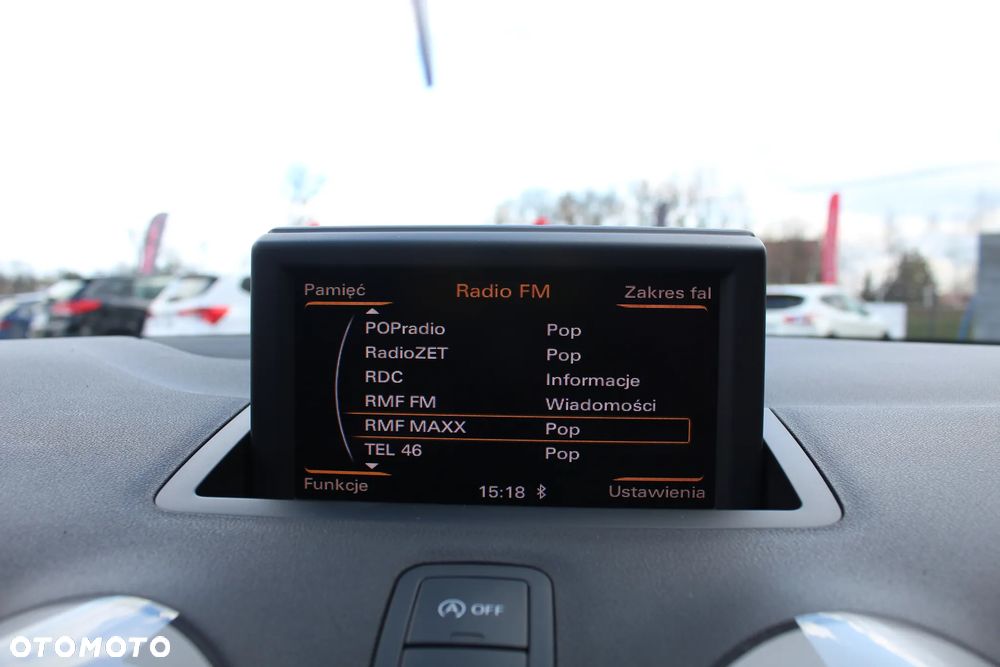 Pamięć Radio FM Zakres fal
POPradio Pop
RadioZET Pop
RDC Informacje
RMF FM Wiadomości
RMF MAXX Pop
TEL 46 Pop
Funkcje 15:18 Ustawienia
A OFF
OTOMOTO